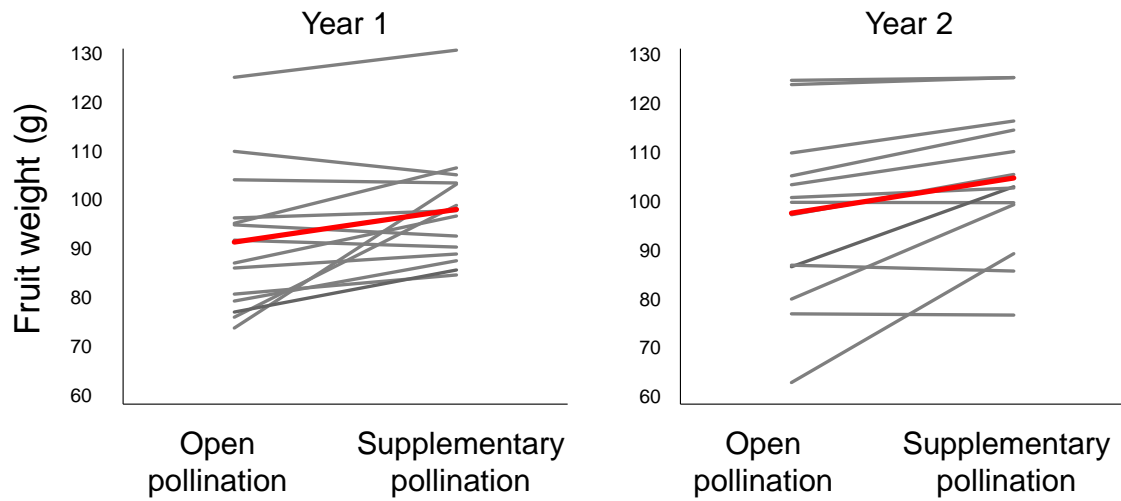 Year 1
Fruit weight (g)
130
120
110
100
90
80
70
60
Open
pollination
Supplementary
pollination
Year 2
130
120
110
100
90
80
70
60
Open
pollination
Supplementary
pollination